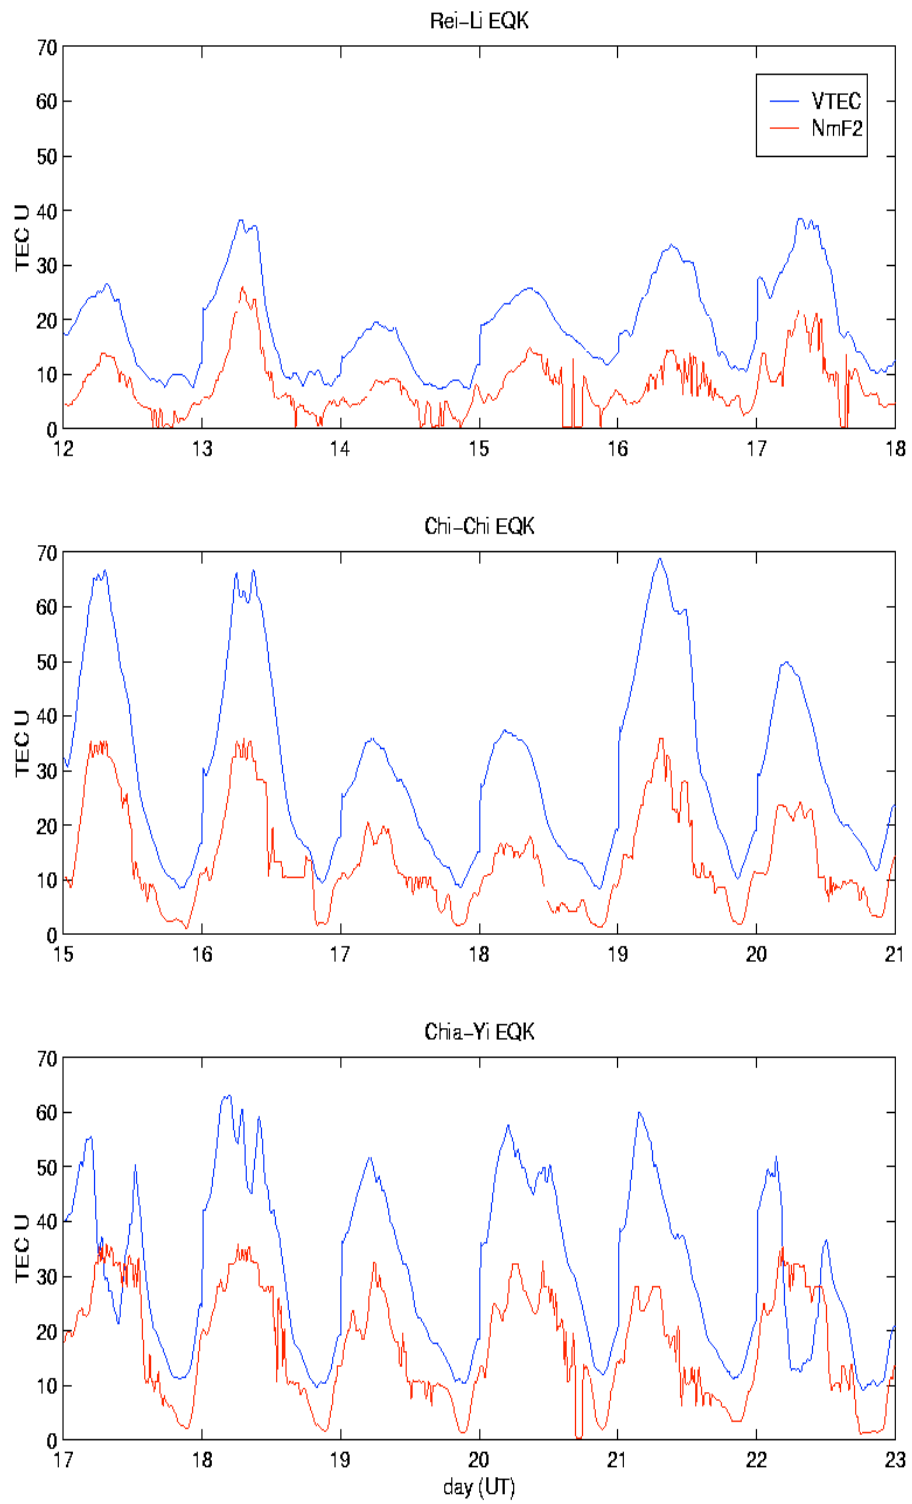 Rei-Li EQK
70
60
50
40
30
20
10
0
TEC U
VTEC
NmF2
12 13 14 15 16 17 18
Chi-Chi EQK
70
60
50
40
30
20
10
0
TEC U
15 16 17 18 19 20 21
Chia-Yi EQK
70
60
50
40
30
20
10
0
TEC U
17 18 19 20 21 22 23
day (UT)